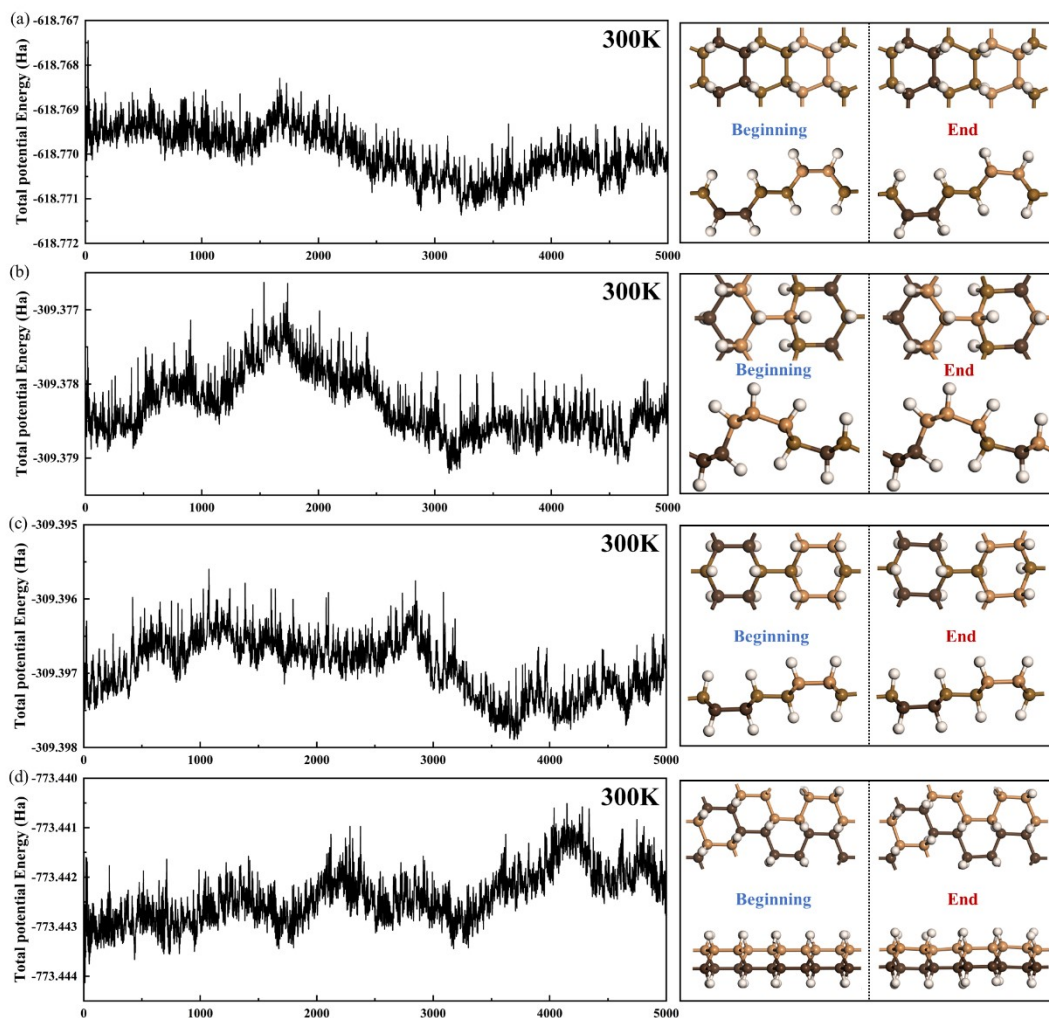 (a)
Total potential Energy (Ha)
-618.767
-618.768
-618.769
-618.770
-618.771
-618.772
300K
0 1000 2000 3000 4000 5000
Beginning End
(b)
Total potential Energy (Ha)
-309.377
-309.378
-309.379
300K
0 1000 2000 3000 4000 5000
Beginning End
(c)
Total potential Energy (Ha)
-309.395
-309.396
-309.397
-309.398
300K
0 1000 2000 3000 4000 5000
Beginning End
(d)
Total potential Energy (Ha)
-773.440
-773.441
-773.442
-773.443
-773.444
300K
0 1000 2000 3000 4000 5000
Beginning End